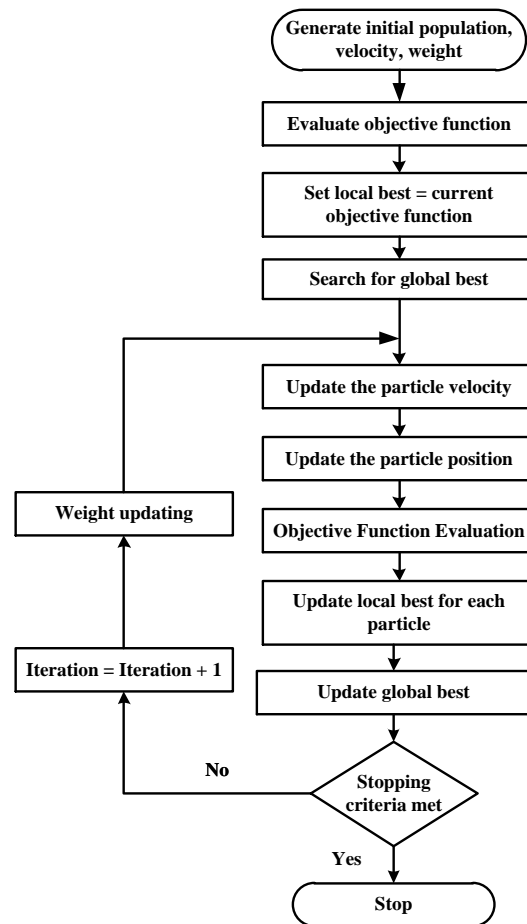 Generate initial population,
velocity, weight
Evaluate objective function
Set local best = current
objective function
Search for global best
Update the particle velocity
Update the particle position
Weight updating
Objective Function Evaluation
Update local best for each
particle
Iteration = Iteration + 1
Update global best
No
Stopping
criteria met
Yes
Stop